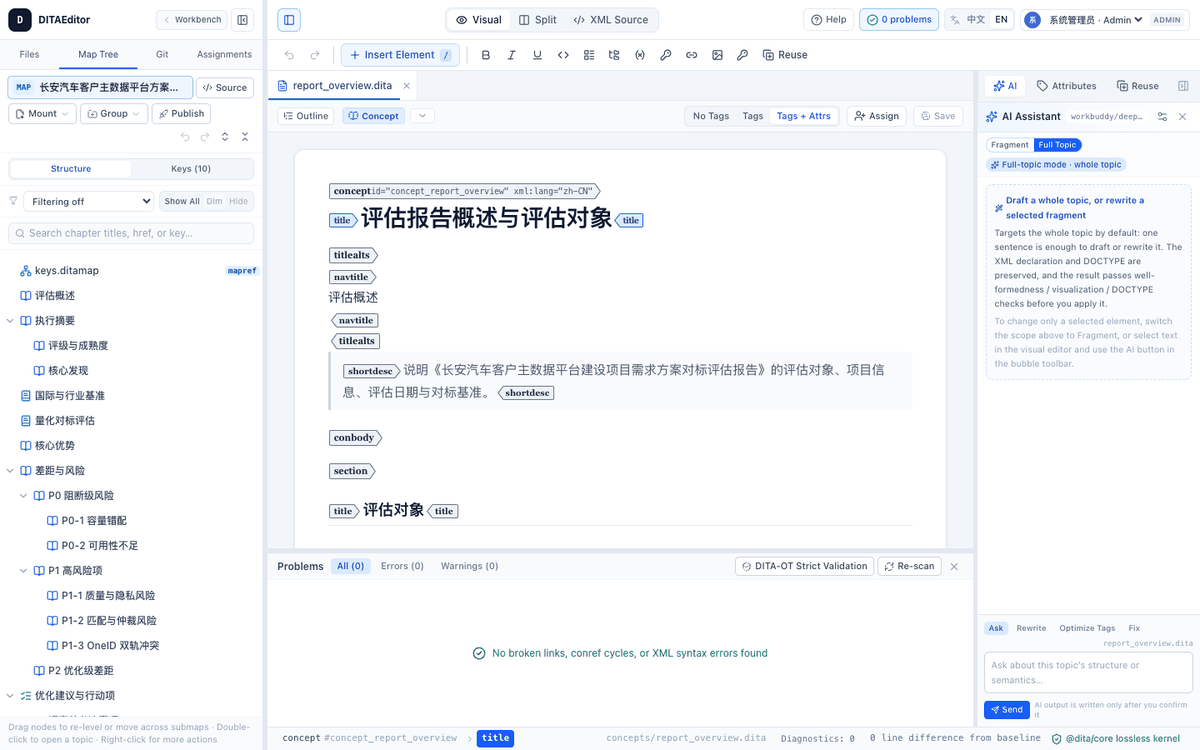 D DITAEditor
Workbench
Visual Split XML Source
Help
0 problems
中文 EN
系 系统管理员 · Admin ADMIN
Files Map Tree Git Assignments
MAP 长安汽车客户主数据平台方案...
Source
Mount Group Publish
Structure Keys (10)
Filtering off
Show All Dim Hide
Search chapter titles, href, or key...
keys.ditamap mapref
评估概述
执行摘要
评级与成熟度
核心发现
国际与行业基准
量化对标评估
核心优势
差距与风险
P0 阻断级风险
P0-1 容量错配
P0-2 可用性不足
P1 高风险项
P1-1 质量与隐私风险
P1-2 匹配与仲裁风险
P1-3 OneID 双轨冲突
P2 优化级差距
优化建议与行动项
Drag nodes to re-level or move across submaps · Double-
click to open a topic · Right-click for more actions
Insert Element /
B I U
Reuse
report_overview.dita
Outline Concept
No Tags Tags Tags + Attrs
Assign
Save
concept id="concept_report_overview" xml:lang="zh-CN"
title 评估报告概述与评估对象 title
titlealts
navtitle
评估概述
navtitle
titlealts
shortdesc 说明《长安汽车客户主数据平台建设项目需求方案对标评估报告》的评估对象、项目信
息、评估日期与对标基准。 shortdesc
conbody
section
title 评估对象 title
Problems All (0) Errors (0) Warnings (0)
DITA-OT Strict Validation
Re-scan
No broken links, conref cycles, or XML syntax errors found
AI Attributes Reuse
AI Assistant workbuddy/deep...
Fragment Full Topic
Full-topic mode · whole topic
Draft a whole topic, or rewrite a
selected fragment
Targets the whole topic by default: one
sentence is enough to draft or rewrite it. The
XML declaration and DOCTYPE are
preserved, and the result passes well-
formedness / visualization / DOCTYPE
checks before you apply it.
To change only a selected element, switch
the scope above to Fragment, or select text
in the visual editor and use the AI button in
the bubble toolbar.
Ask Rewrite Optimize Tags Fix
report_overview.dita
Ask about this topic's structure or
semantics...
Send
AI output is written only after you confirm
it
concept #concept_report_overview title
concepts/report_overview.dita
Diagnostics: 0
0 line difference from baseline
@dita/core lossless kernel